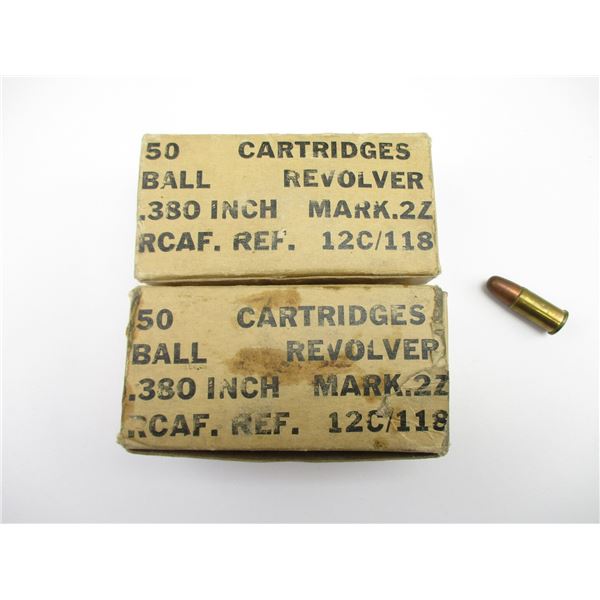 50 CARTRIDGES
BALL REVOLVER
.380 INCH MARK.2Z
RCAF. REF. 12C/118
50 CARTRIDGES
BALL REVOLVER
.380 INCH MARK.2Z
RCAF. REF. 12C/118